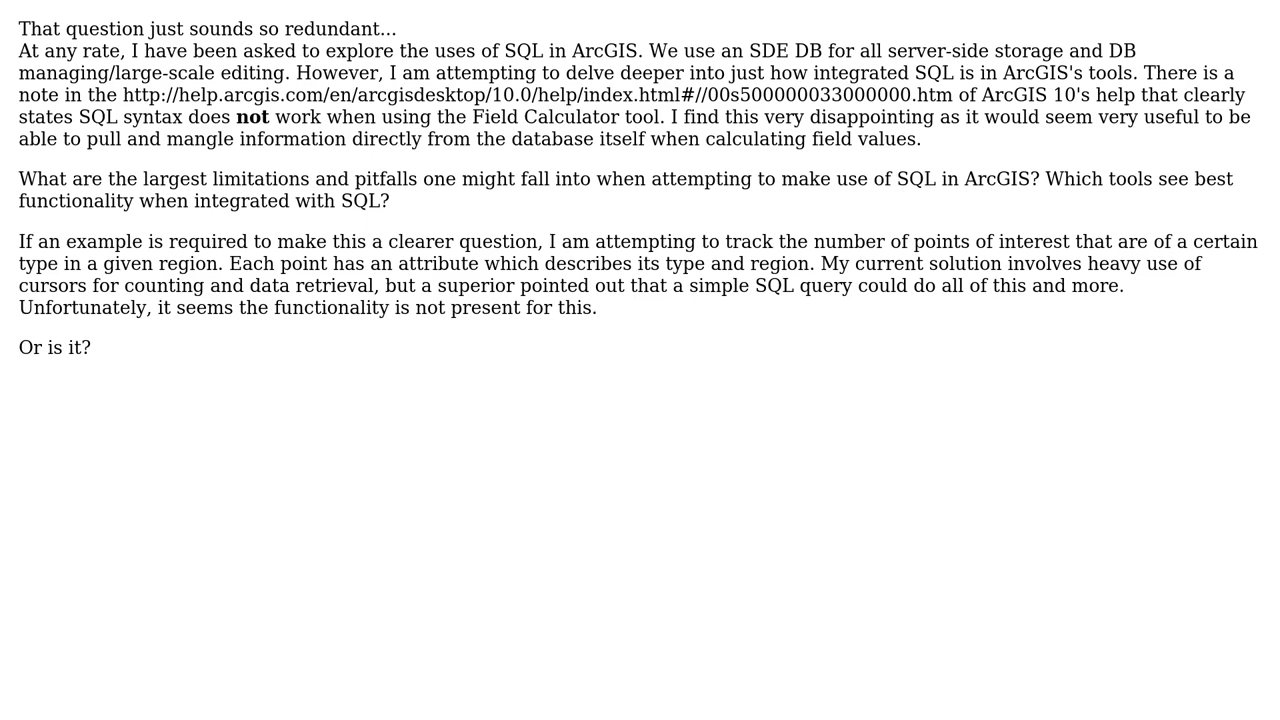 That question just sounds so redundant...
At any rate, I have been asked to explore the uses of SQL in ArcGIS. We use an SDE DB for all server-side storage and DB
managing/large-scale editing. However, I am attempting to delve deeper into just how integrated SQL is in ArcGIS's tools. There is a
note in the http://help.arcgis.com/en/arcgisdesktop/10.0/help/index.html#//00s500000033000000.htm of ArcGIS 10's help that clearly
states SQL syntax does not work when using the Field Calculator tool. I find this very disappointing as it would seem very useful to be
able to pull and mangle information directly from the database itself when calculating field values.
What are the largest limitations and pitfalls one might fall into when attempting to make use of SQL in ArcGIS? Which tools see best
functionality when integrated with SQL?
If an example is required to make this a clearer question, I am attempting to track the number of points of interest that are of a certain
type in a given region. Each point has an attribute which describes its type and region. My current solution involves heavy use of
cursors for counting and data retrieval, but a superior pointed out that a simple SQL query could do all of this and more.
Unfortunately, it seems the functionality is not present for this.
Or is it?